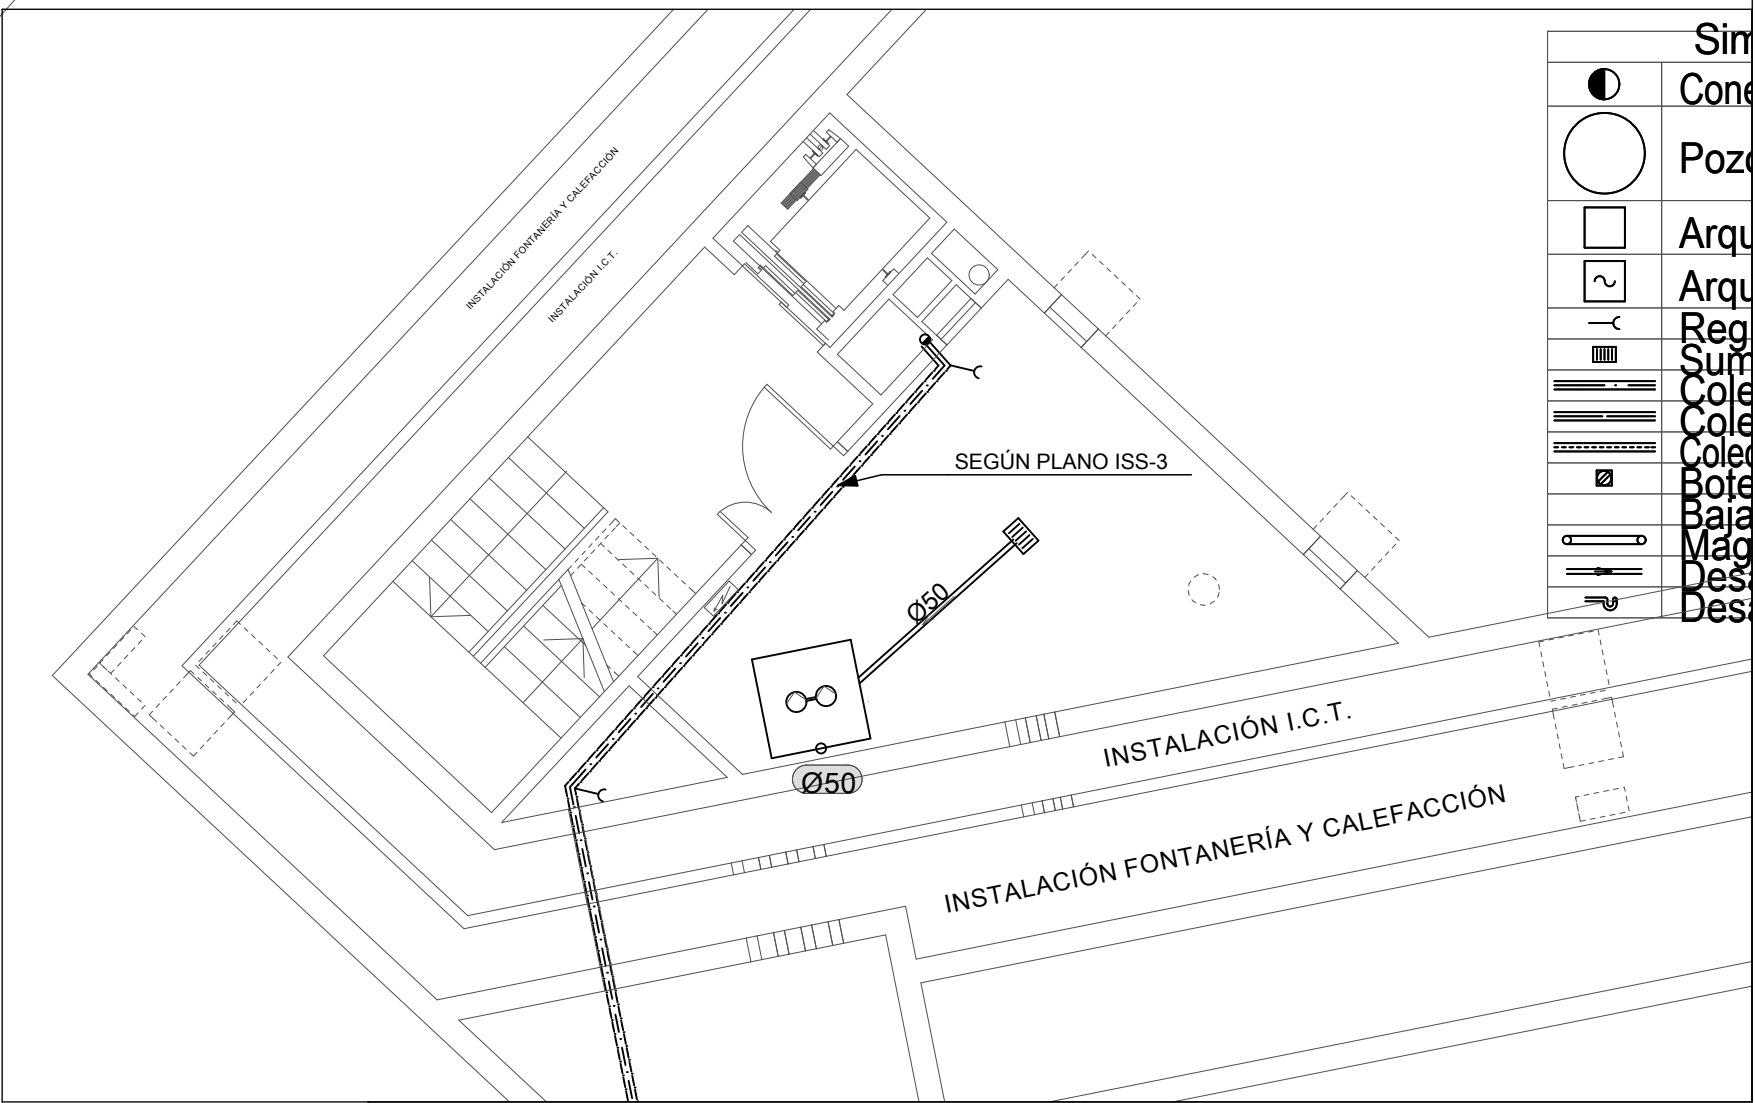 INSTALACIÓN FONTANERÍA Y CALEFACCIÓN
INSTALACIÓN I.C.T.
SEGÚN PLANO ISS-3
Ø50
Ø50
INSTALACIÓN I.C.T.
INSTALACIÓN FONTANERÍA Y CALEFACCIÓN
Sim
Cone
Pozo
Arqu
Arqu
Reg
Sum
Cole
Cole
Colec
Bote
Baja
Mag
Desa
Desa